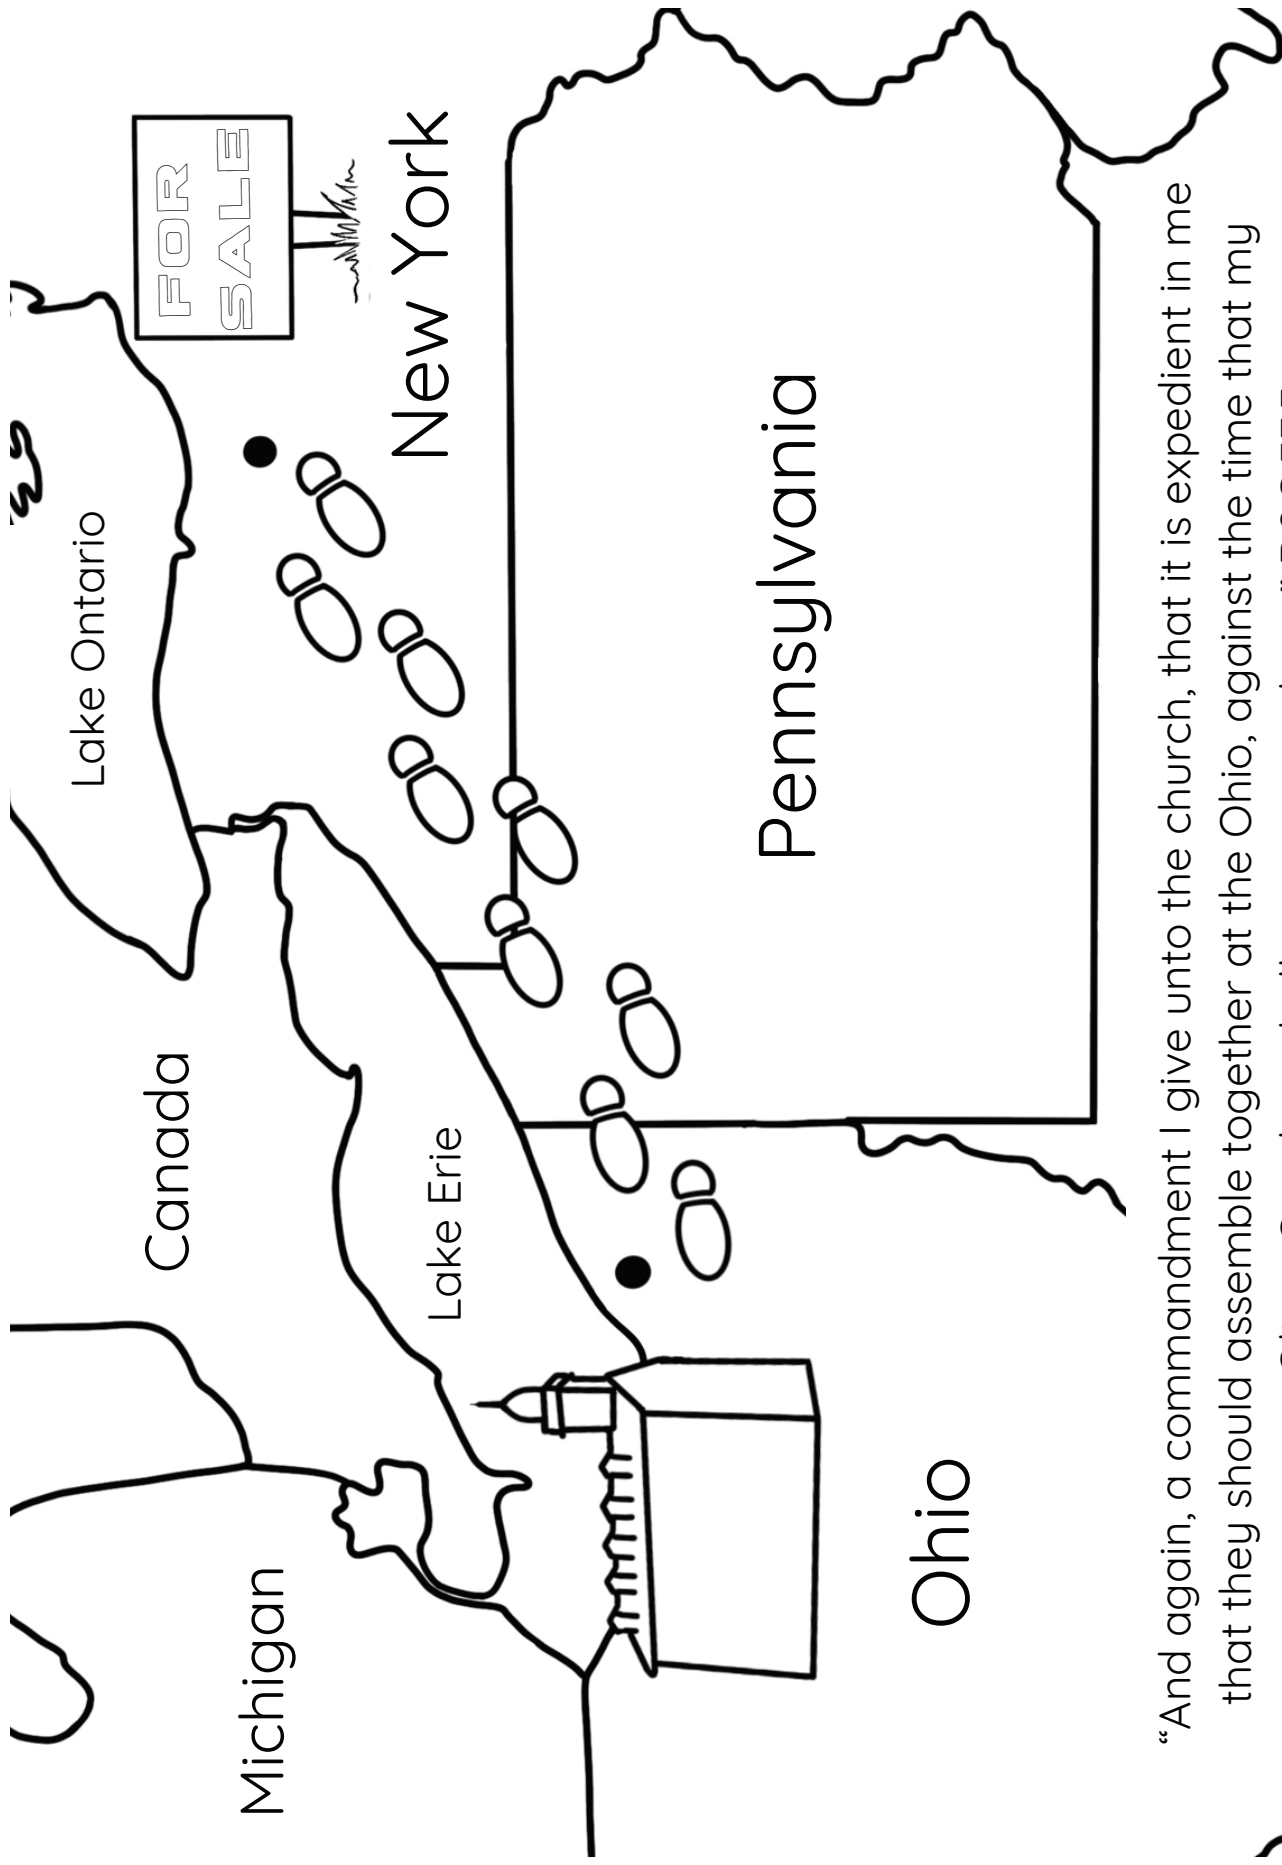 FOR
SALE
Lake Ontario
New York
Canada
Lake Erie
Pennsylvania
Michigan
Ohio
“And again, a commandment I give unto the church, that it is expedient in me
that they should assemble together at the Ohio, against the time that my